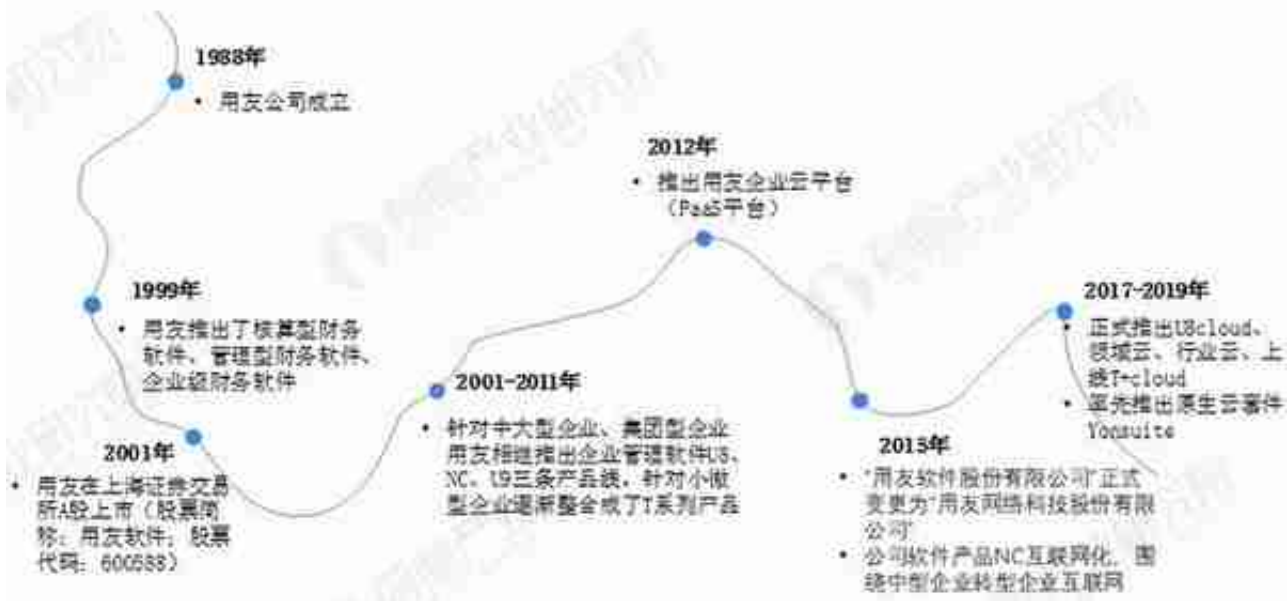 1988年
• 用友公司成立
1999年
• 用友推出了核算型财务
软件、管理型财务软件、
企业级财务软件
2001年
• 用友在上海证券交易
所A股上市（股票简
称：用友软件；股票
代码：600588）
2001-2011年
• 针对中大型企业、集团型企业
用友相继推出企业管理软件U8、
NC、U9三条产品线，针对小微
型企业逐渐整合成了T系列产品
2012年
• 推出用友企业云平台
（PaaS平台）
2015年
• "用友软件股份有限公司"正式
变更为"用友网络科技股份有限
公司"
• 公司软件产品NC互联网化，围
绕中型企业转型企业互联网
2017-2019年
• 正式推出U8cloud、
领域云、行业云、上
线T+cloud
• 率先推出原生云套件
Yonsuite